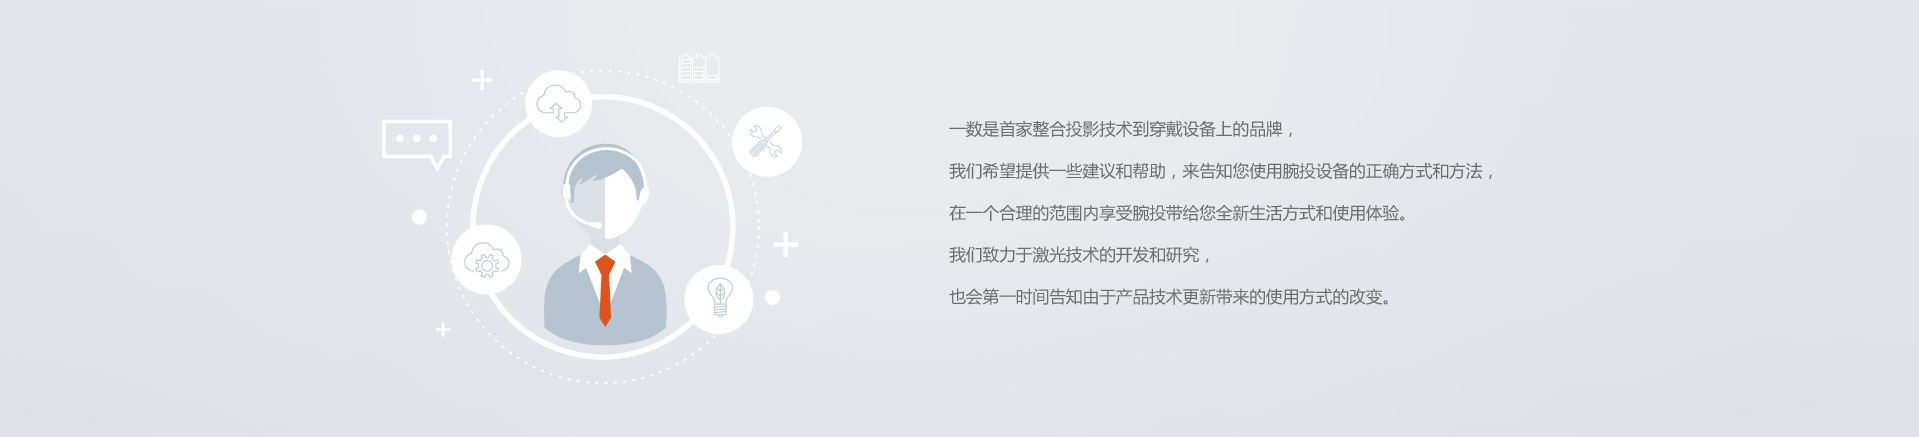 一数是首家整合投影技术到穿戴设备上的品牌，
我们希望提供一些建议和帮助，来告知您使用腕投设备的正确方式和方法，
在一个合理的范围内享受腕投带给您全新生活方式和使用体验。
我们致力于激光技术的开发和研究，
也会第一时间告知由于产品技术更新带来的使用方式的改变。